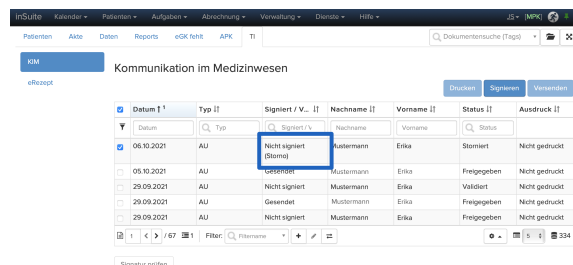 inSuite Kalender Patienten Aufgaben Abrechnung Verwaltung Dienste Hilfe JS [MPK]
Patienten Akte Daten Reports eGK fehlt APK TI Dokumentensuche (Tags)
KIM
eRezept
Kommunikation im Medizinwesen
Drucken Signieren Versenden
Datum ↑ 1 Typ Signiert / V... Nachname Vorname Status Ausdruck
Datum Typ Signiert / V Nachname Vorname Status
06.10.2021 AU Nicht signiert (Storno) Mustermann Erika Storniert Nicht gedruckt
05.10.2021 AU Gesendet Mustermann Erika Freigegeben Nicht gedruckt
29.09.2021 AU Nicht signiert Mustermann Erika Validiert Nicht gedruckt
29.09.2021 AU Gesendet Mustermann Erika Freigegeben Nicht gedruckt
29.09.2021 AU Nicht signiert Mustermann Erika Freigegeben Nicht gedruckt
1 / 67 1 Filter: Filtername 5 334
Signatur prüfen